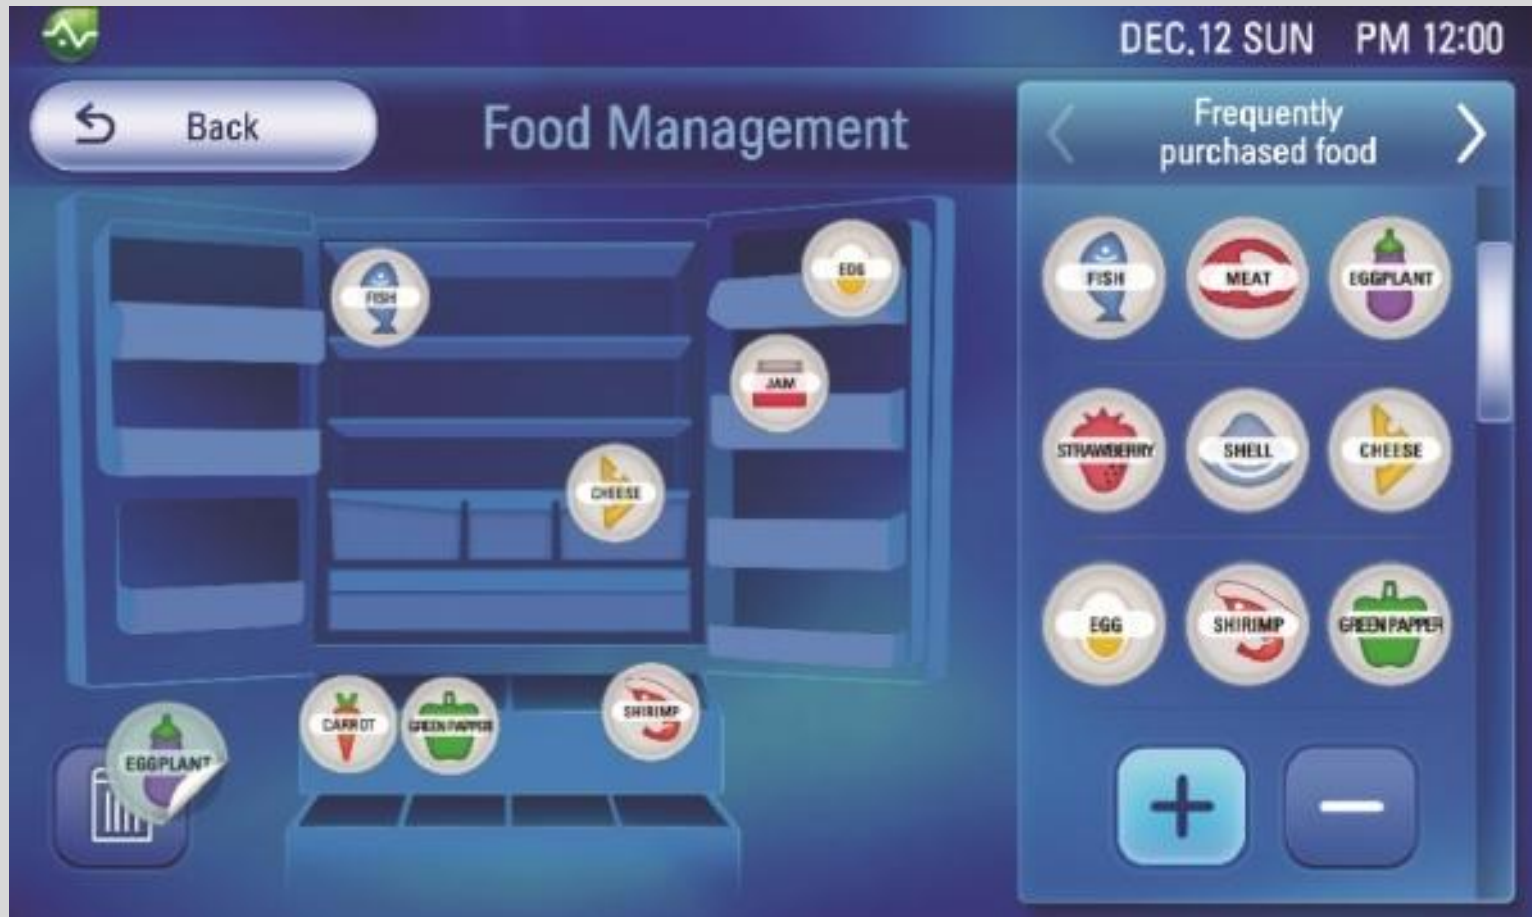 DEC.12 SUN PM 12:00
Back
Food Management
Frequently
purchased food
FISH
EGG
JAM
CHEESE
CARROT
GREEN PAPPER
SHIRIMP
EGGPLANT
FISH MEAT EGGPLANT
STRAWBERRY SHELL CHEESE
EGG SHIRIMP GREEN PAPPER